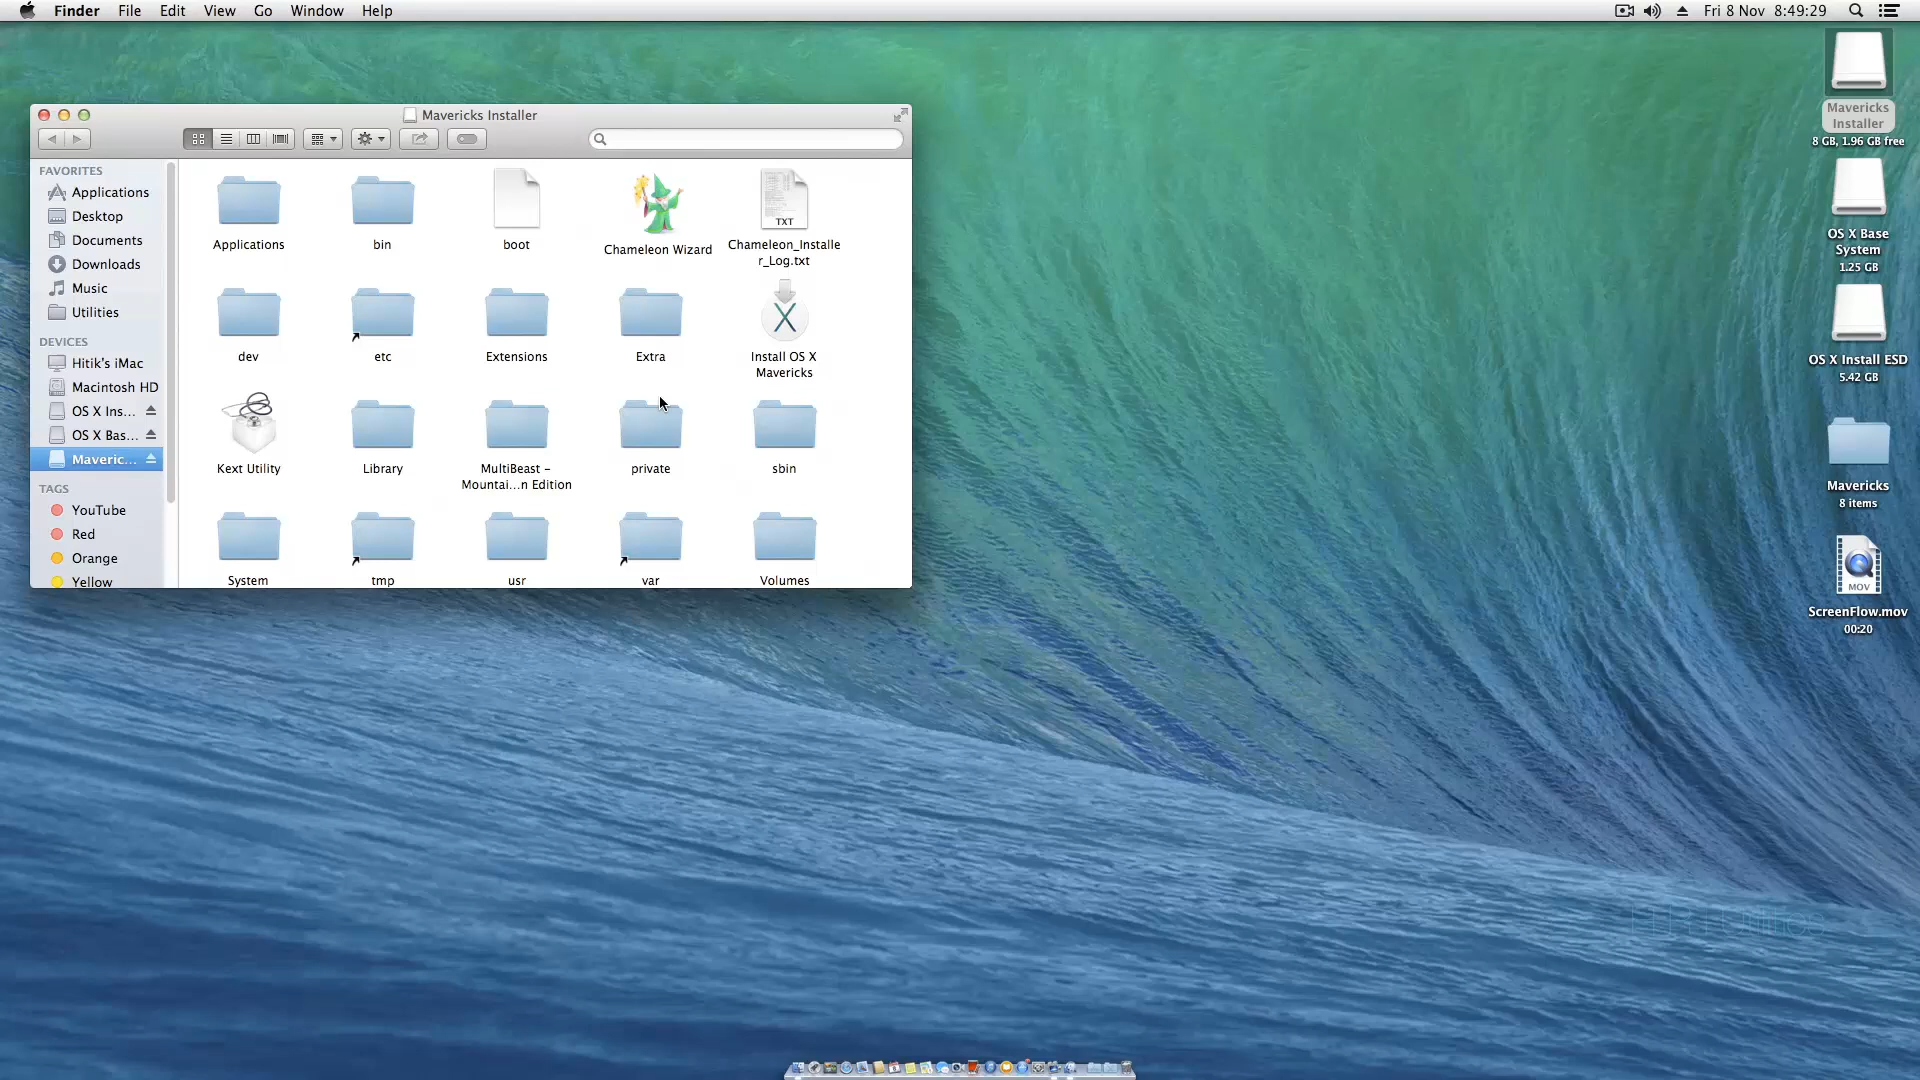 Finder File Edit View Go Window Help
Fri 8 Nov 8:49:29
Mavericks Installer
FAVORITES
Applications
Desktop
Documents
Downloads
Music
Utilities
DEVICES
Hitik's iMac
Macintosh HD
OS X Ins...
OS X Bas...
Maveric...
TAGS
YouTube
Red
Orange
Yellow
Applications
bin
boot
Chameleon Wizard
TXT
Chameleon_Installe
r_Log.txt
dev
etc
Extensions
Extra
Install OS X
Mavericks
Kext Utility
Library
MultiBeast –
Mountai...n Edition
private
sbin
System
tmp
usr
var
Volumes
Mavericks
Installer
8 GB, 1.96 GB free
OS X Base
System
1.25 GB
OS X Install ESD
5.42 GB
Mavericks
8 items
MOV
ScreenFlow.mov
00:20